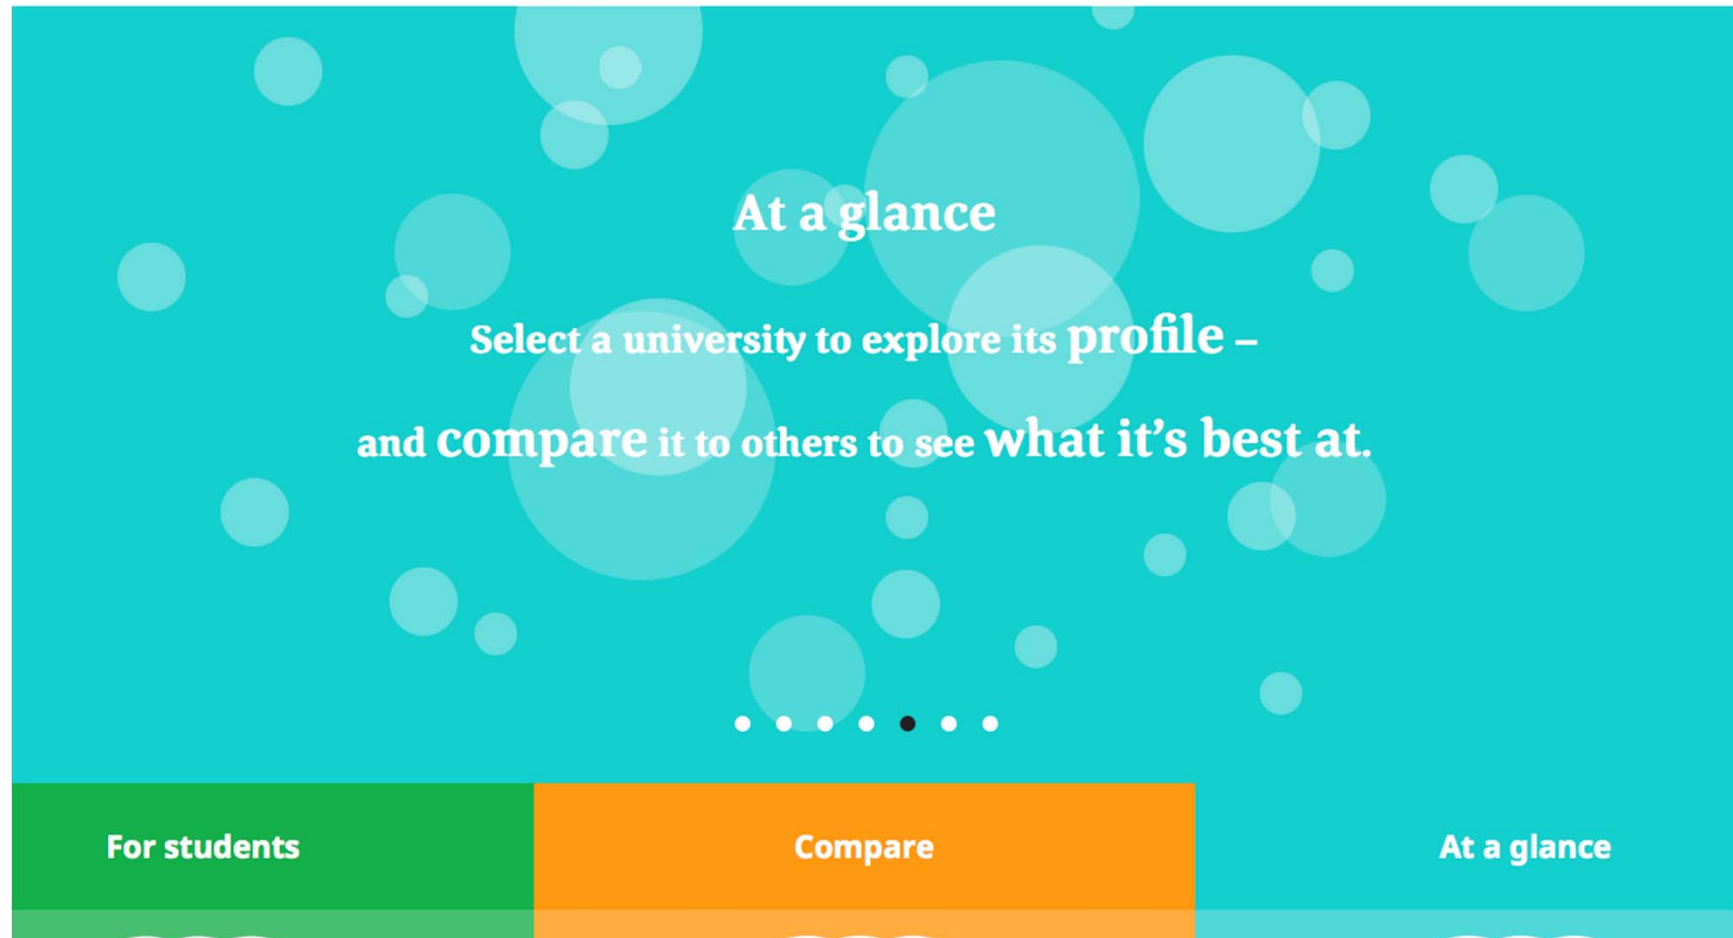 At a glance
Select a university to explore its profile –
and compare it to others to see what it’s best at.
For students
Compare
At a glance